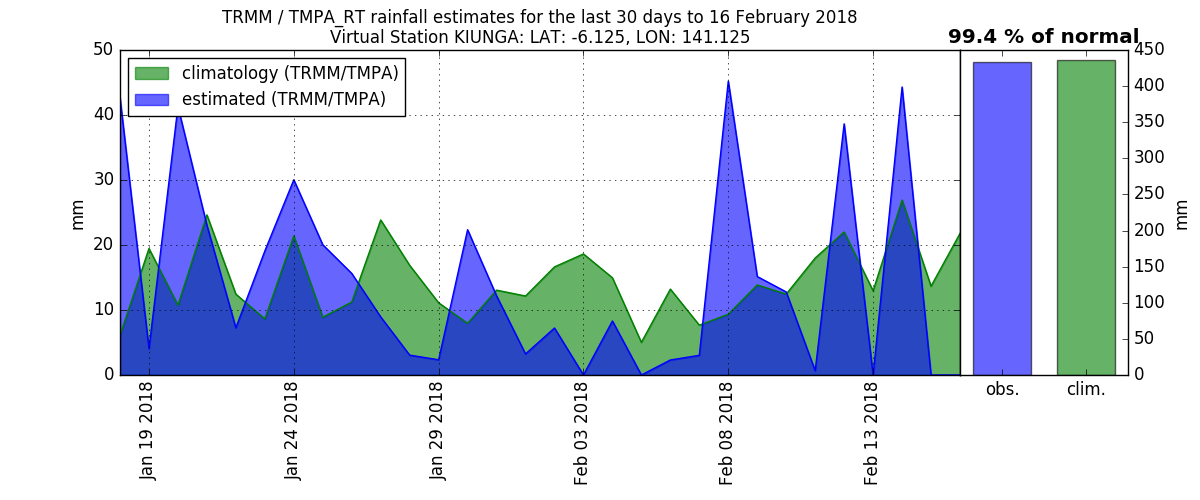 TRMM / TMPA_RT rainfall estimates for the last 30 days to 16 February 2018
Virtual Station KIUNGA: LAT: -6.125, LON: 141.125
99.4 % of normal
climatology (TRMM/TMPA)
estimated (TRMM/TMPA)
50
40
30
20
10
0
mm
Jan 19 2018
Jan 24 2018
Jan 29 2018
Feb 03 2018
Feb 08 2018
Feb 13 2018
obs.
clim.
450
400
350
300
250
200
150
100
50
0
mm